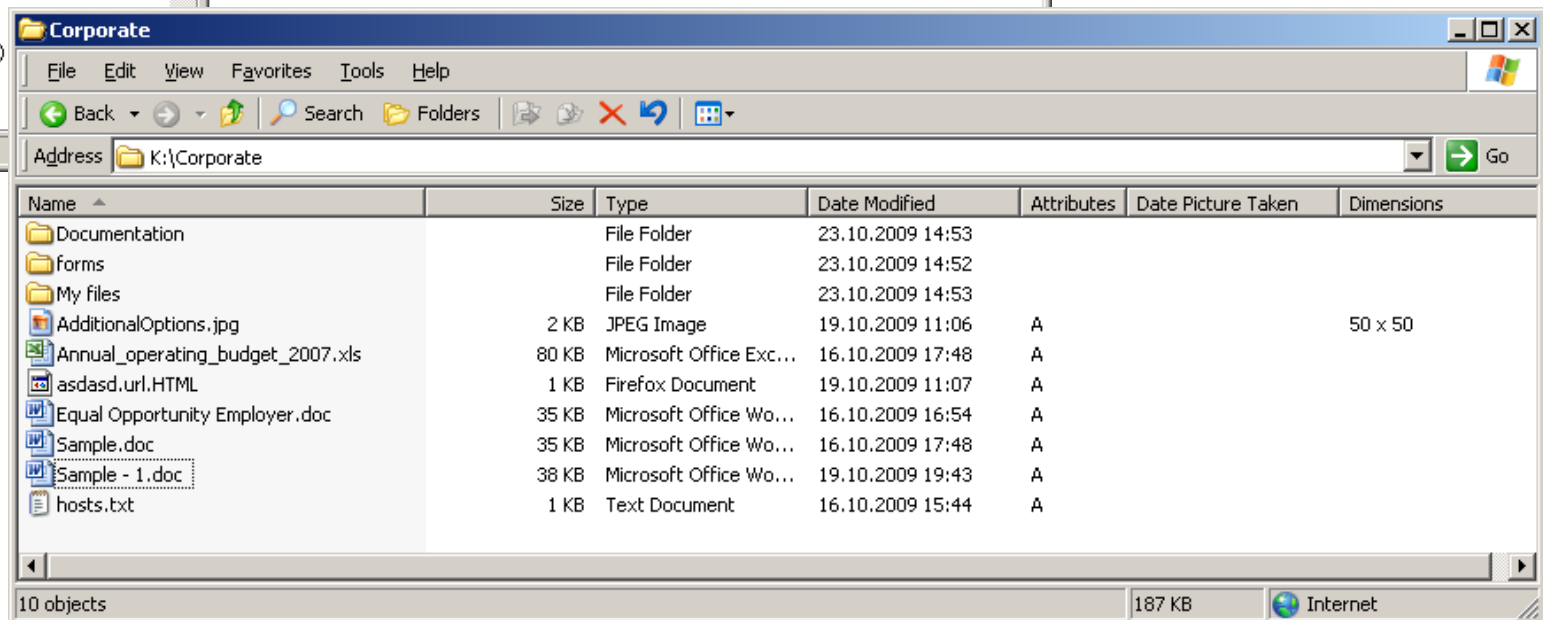 Corporate
File Edit View Favorites Tools Help
Back Search Folders
Address K:\Corporate Go
Name Size Type Date Modified Attributes Date Picture Taken Dimensions
Documentation File Folder 23.10.2009 14:53
forms File Folder 23.10.2009 14:52
My files File Folder 23.10.2009 14:53
AdditionalOptions.jpg 2 KB JPEG Image 19.10.2009 11:06 A 50 x 50
Annual_operating_budget_2007.xls 80 KB Microsoft Office Exc... 16.10.2009 17:48 A
asdasd.url.HTML 1 KB Firefox Document 19.10.2009 11:07 A
Equal Opportunity Employer.doc 35 KB Microsoft Office Wo... 16.10.2009 16:54 A
Sample.doc 35 KB Microsoft Office Wo... 16.10.2009 17:48 A
Sample - 1.doc 38 KB Microsoft Office Wo... 19.10.2009 19:43 A
hosts.txt 1 KB Text Document 16.10.2009 15:44 A
10 objects 187 KB Internet